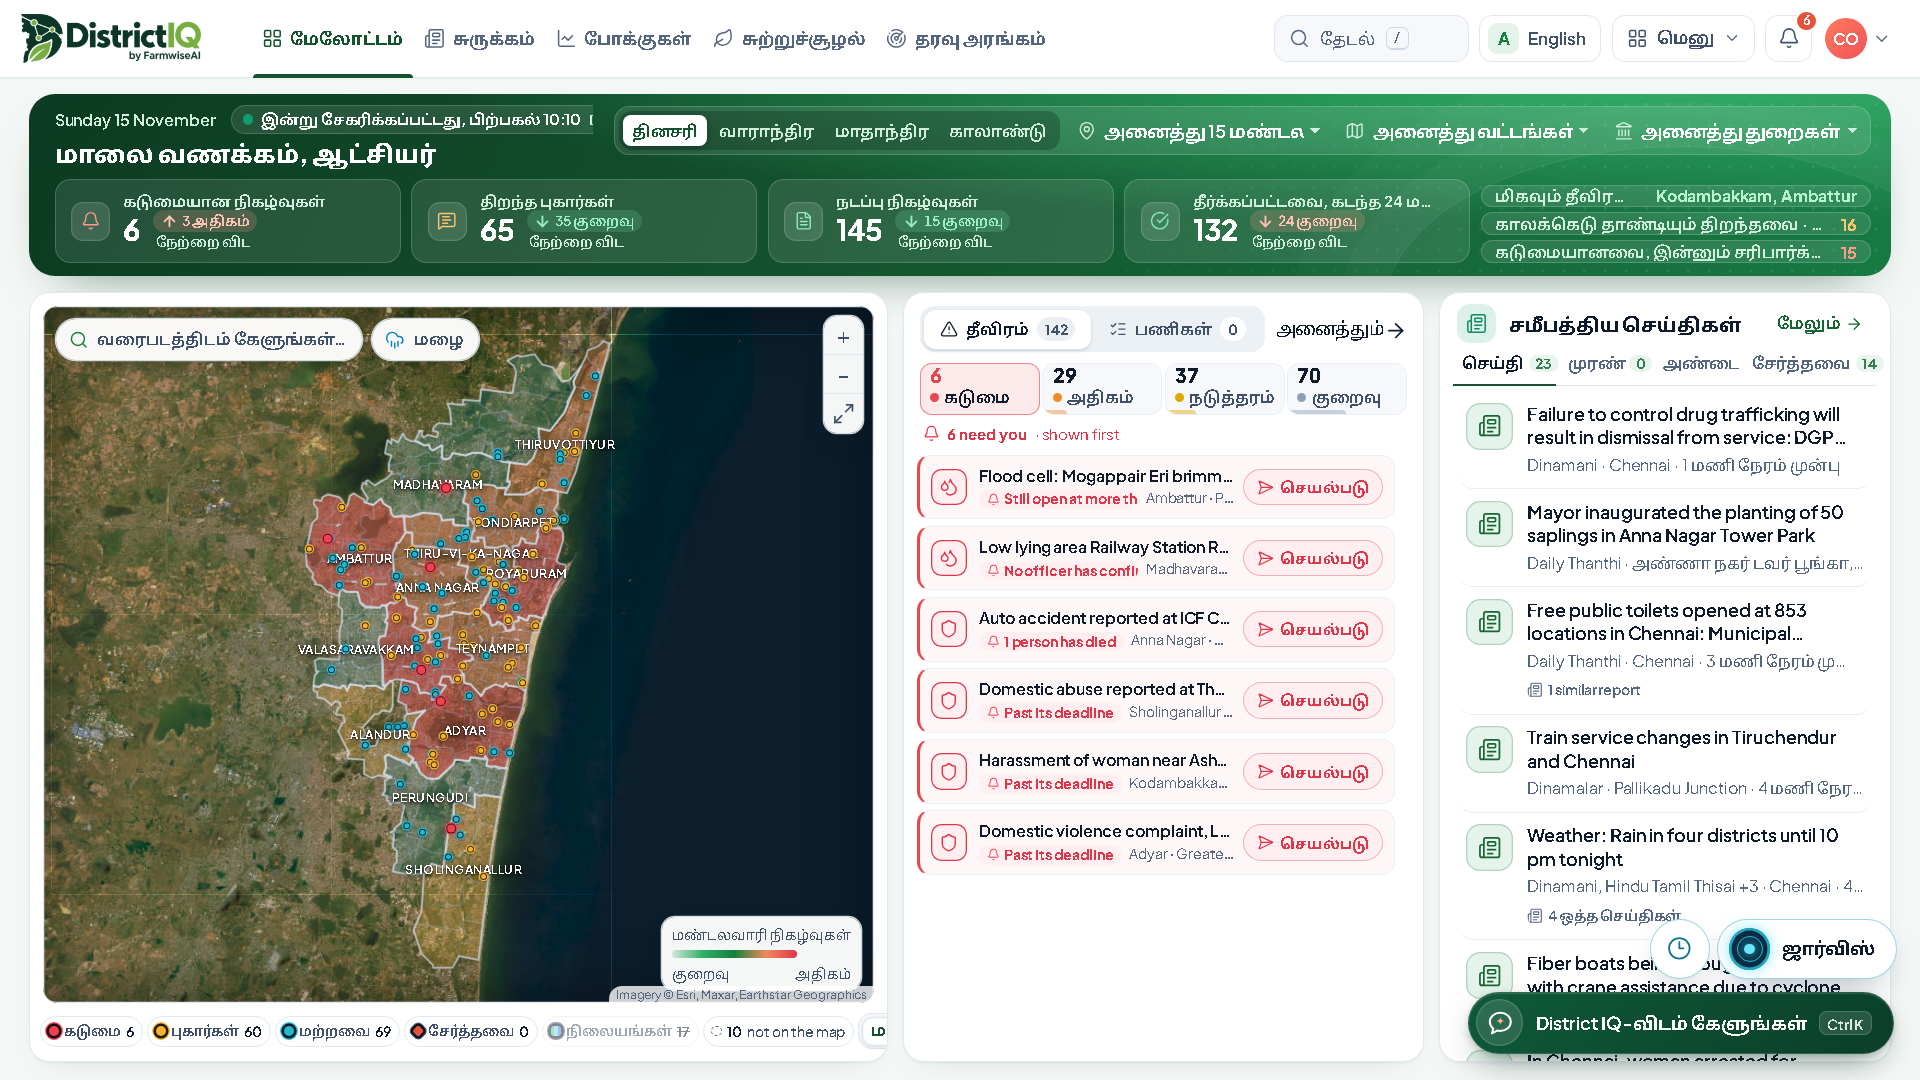 DistrictIQ
by FarmwiseAI
மேலோட்டம்
சுருக்கம்
போக்குகள்
சுற்றுச்சூழல்
தரவு அரங்கம்
தேடல் /
A English
மெனு
6
CO
Sunday 15 November
இன்று சேகரிக்கப்பட்டது, பிற்பகல் 10:10
மாலை வணக்கம், ஆட்சியர்
தினசரி
வாராந்திர
மாதாந்திர
காலாண்டு
அனைத்து 15 மண்டல
அனைத்து வட்டங்கள்
அனைத்து துறைகள்
கடுமையான நிகழ்வுகள்
6 ↑ 3 அதிகம்
நேற்றை விட
திறந்த புகார்கள்
65 ↓ 35 குறைவு
நேற்றை விட
நடப்பு நிகழ்வுகள்
145 ↓ 15 குறைவு
நேற்றை விட
தீர்க்கப்பட்டவை, கடந்த 24 ம...
132 ↓ 24 குறைவு
நேற்றை விட
மிகவும் தீவிர... Kodambakkam, Ambattur
காலக்கெடு தாண்டியும் திறந்தவை · ... 16
கடுமையானவை, இன்னும் சரிபார்க்... 15
வரைபடத்திடம் கேளுங்கள்...
மழை
+
−
THIRUVOTTIYUR
MADHAVARAM
TONDIARPET
AMBATTUR
THIRU-VI-KA-NAGAR
ROYAPURAM
ANNA NAGAR
VALASARAVAKKAM
TEYNAMPET
ALANDUR
ADYAR
PERUNGUDI
SHOLINGANALLUR
மண்டலவாரி நிகழ்வுகள்
குறைவு அதிகம்
Imagery © Esri, Maxar, Earthstar Geographics
கடுமை 6
புகார்கள் 60
மற்றவை 69
சேர்த்தவை 0
நிலையங்கள் 17
10 not on the map
ம
தீவிரம் 142
பணிகள் 0
அனைத்தும் →
6
கடுமை
29
அதிகம்
37
நடுத்தரம்
70
குறைவு
6 need you · shown first
Flood cell: Mogappair Eri brimm...
Still open at more th Ambattur · P...
செயல்படு
Low lying area Railway Station R...
No officer has confi Madhavara...
செயல்படு
Auto accident reported at ICF C...
1 person has died Anna Nagar · ...
செயல்படு
Domestic abuse reported at Th...
Past its deadline Sholinganallur ...
செயல்படு
Harassment of woman near Ash...
Past its deadline Kodambakka...
செயல்படு
Domestic violence complaint, L...
Past its deadline Adyar · Greate...
செயல்படு
சமீபத்திய செய்திகள்
மேலும் →
செய்தி 23
முரண் 0
அண்டை
சேர்த்தவை 14
Failure to control drug trafficking will
result in dismissal from service: DGP...
Dinamani · Chennai · 1 மணி நேரம் முன்பு
Mayor inaugurated the planting of 50
saplings in Anna Nagar Tower Park
Daily Thanthi · அண்ணா நகர் டவர் பூங்கா,...
Free public toilets opened at 853
locations in Chennai: Municipal...
Daily Thanthi · Chennai · 3 மணி நேரம் மு...
1 similar report
Train service changes in Tiruchendur
and Chennai
Dinamalar · Pallikadu Junction · 4 மணி நேர...
Weather: Rain in four districts until 10
pm tonight
Dinamani, Hindu Tamil Thisai +3 · Chennai · 4...
4 ஒத்த செய்திகள்
Fiber boats
with crane assistance due to cyclone
In Chennai, woman arrested for
ஜார்விஸ்
District IQ-விடம் கேளுங்கள் Ctrl K